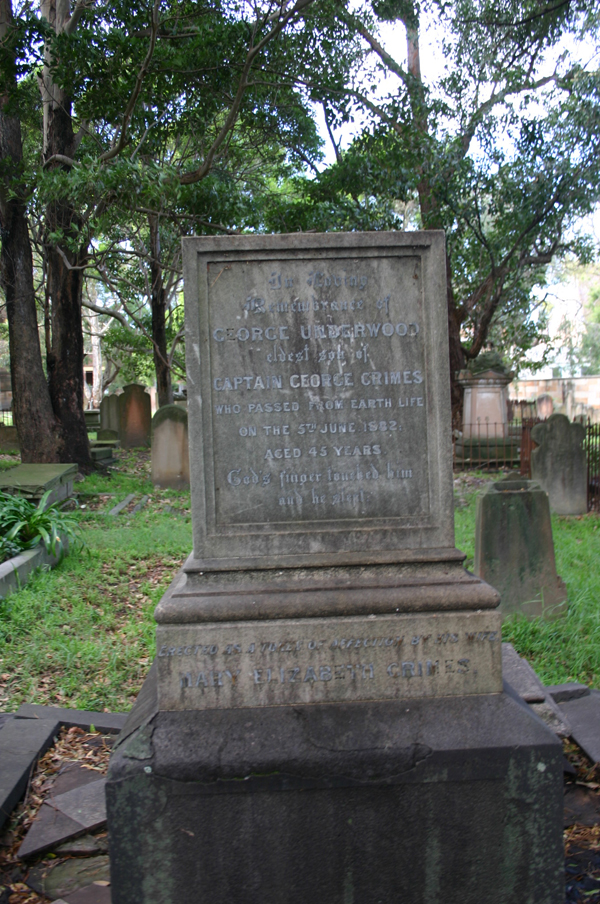 In Loving
Remembrance of
GEORGE UNDERWOOD
eldest son of
CAPTAIN GEORGE GRIMES
WHO PASSED FROM EARTH LIFE
ON THE 5TH JUNE.
AGED 45 YEARS
God's finger touched him
and he slept
ERECTED AS A TOKEN OF AFFECTION BY HIS WIFE
MARY ELIZABETH GRIMES.